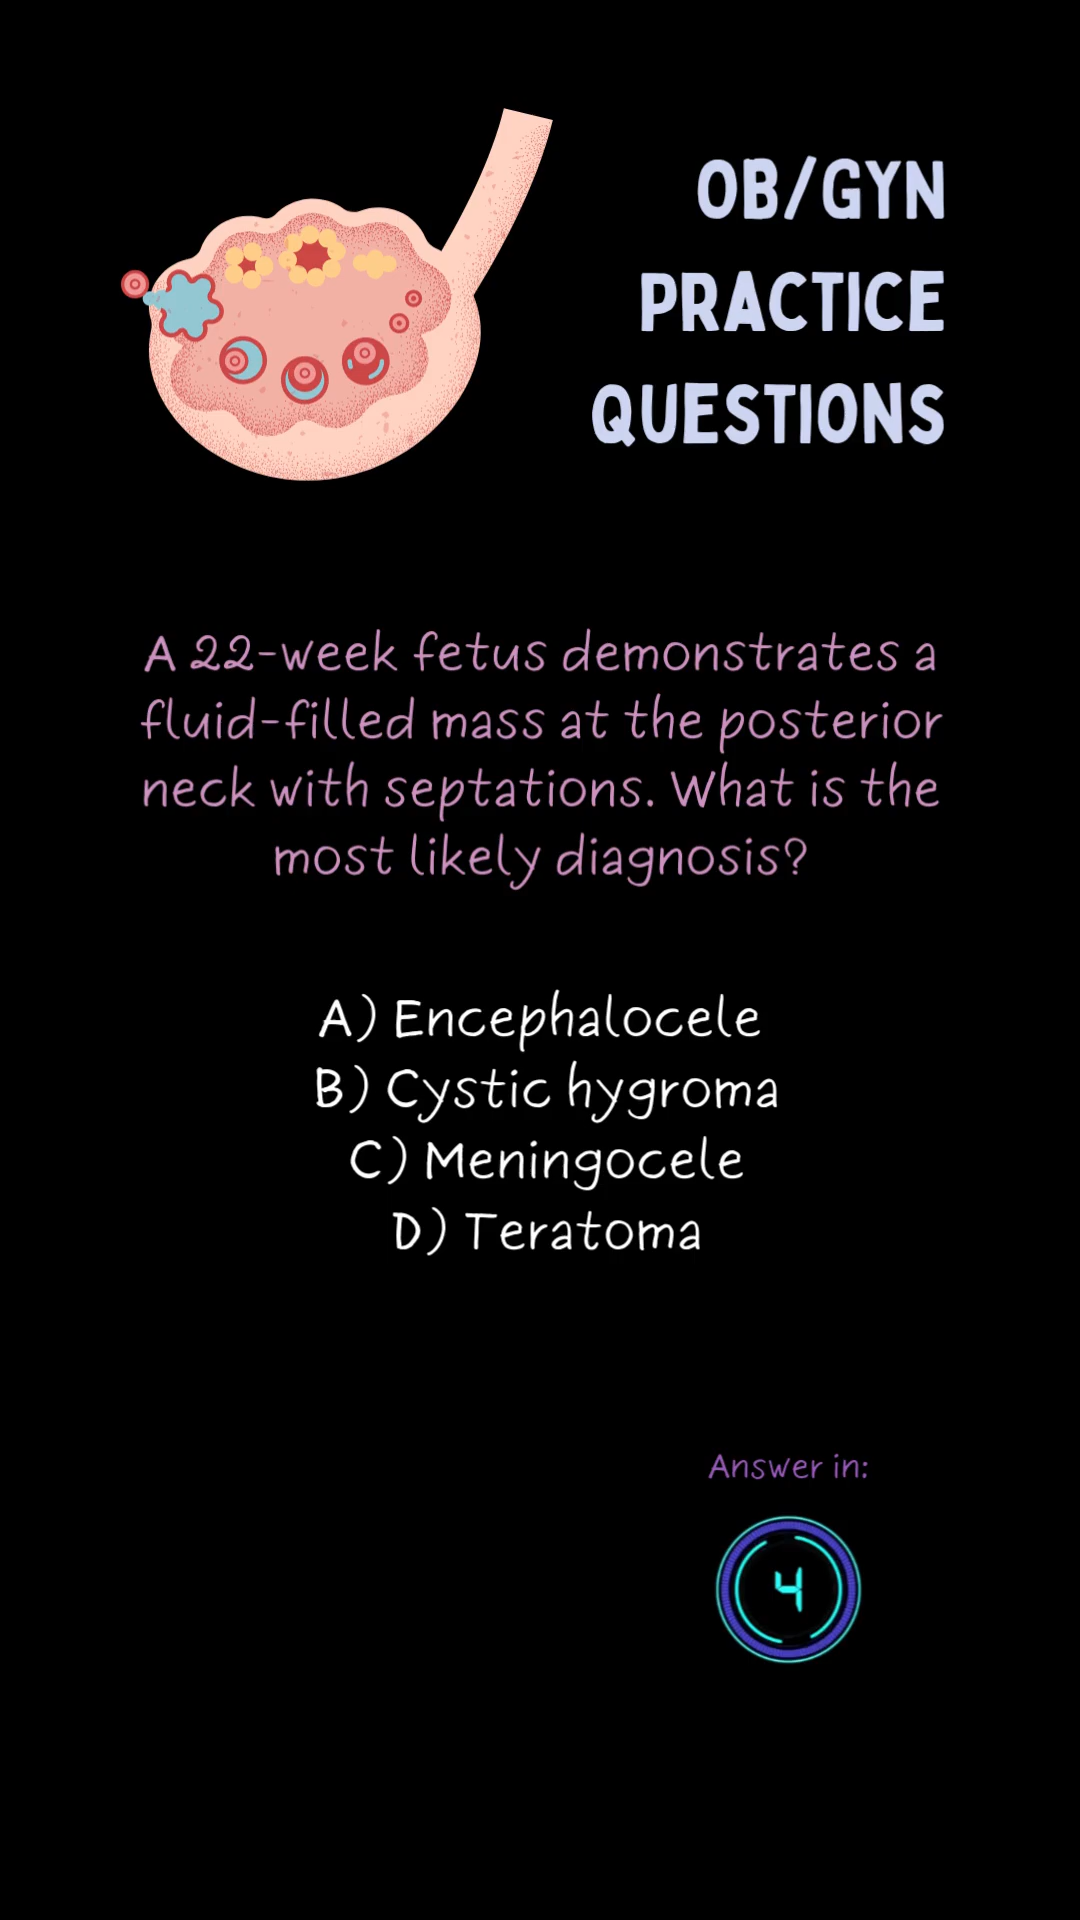 OB/GYN
PRACTICE
QUESTIONS
A 22-week fetus demonstrates a
fluid-filled mass at the posterior
neck with septations. What is the
most likely diagnosis?
A) Encephalocele
B) Cystic hygroma
C) Meningocele
D) Teratoma
Answer in:
4